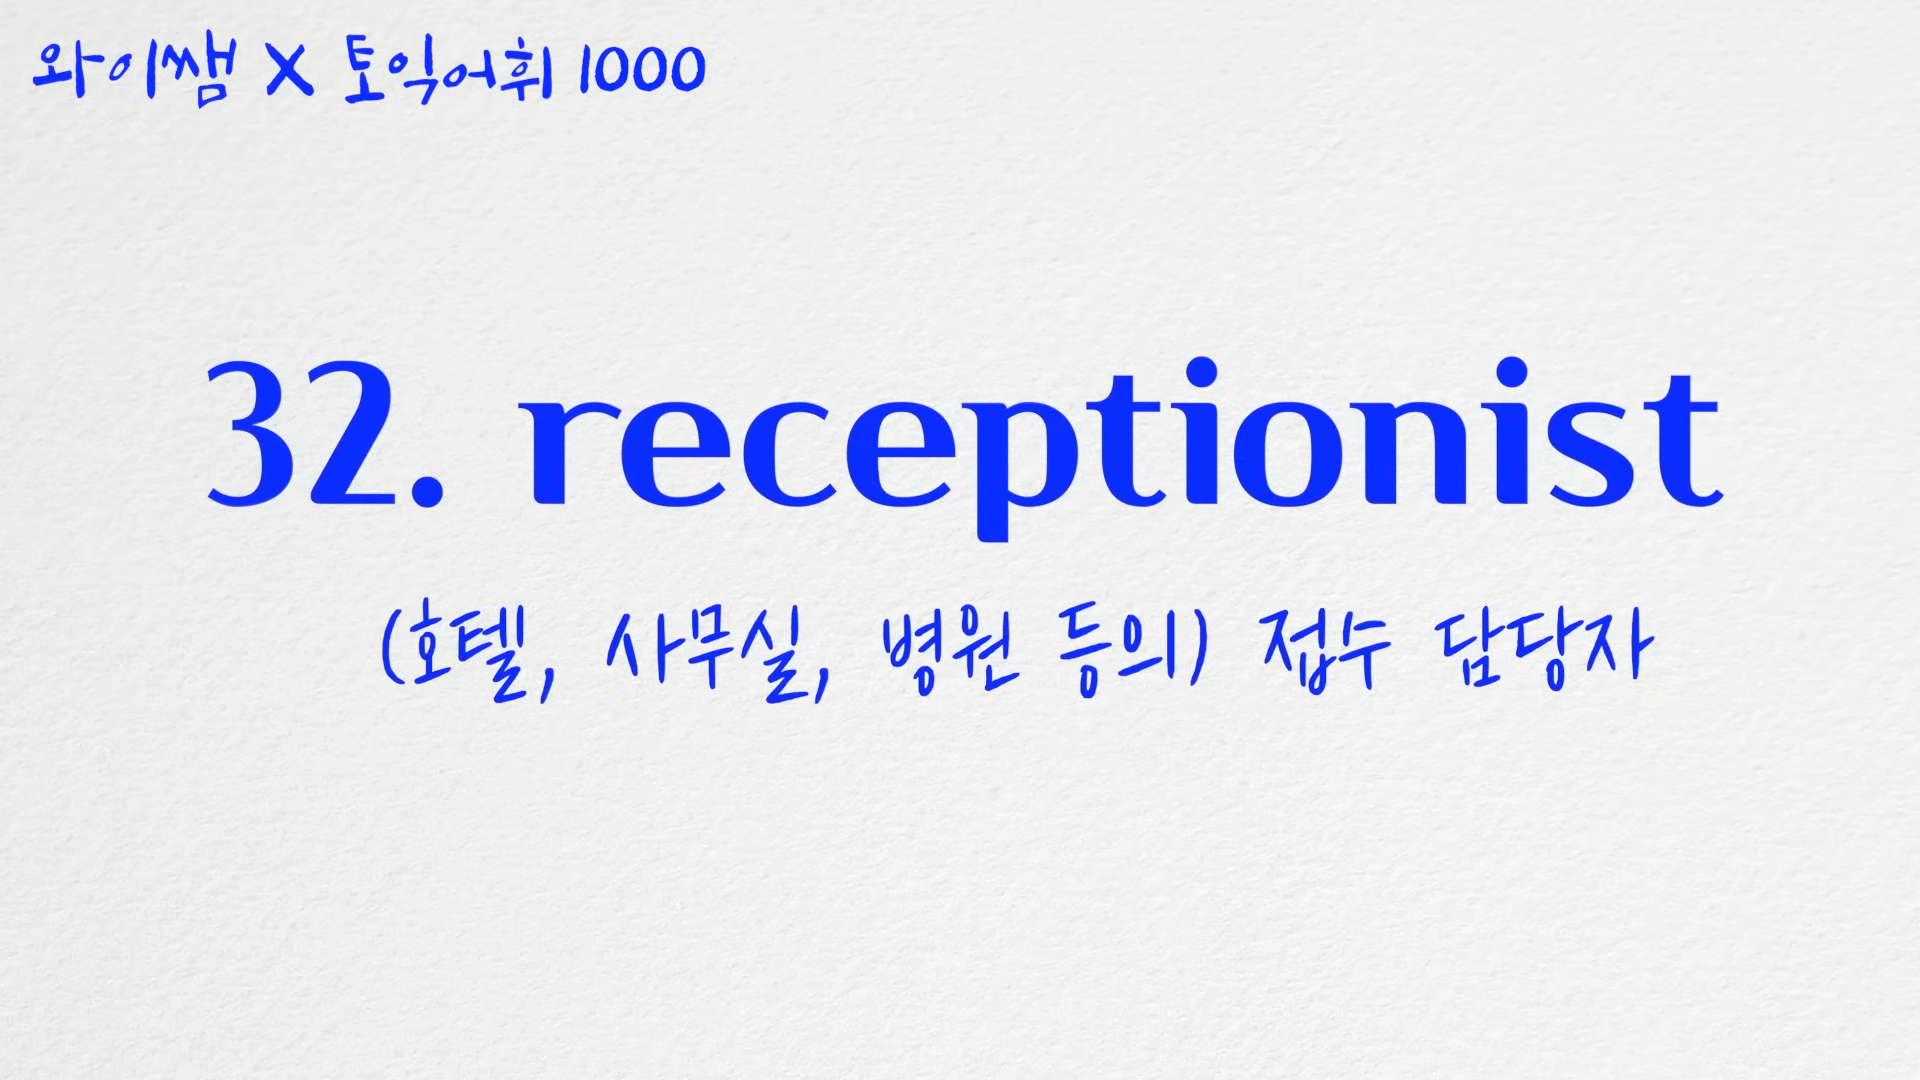 와이쌤 X 토익어휘 1000
32. receptionist
(호텔, 사무실, 병원 등의) 접수 담당자